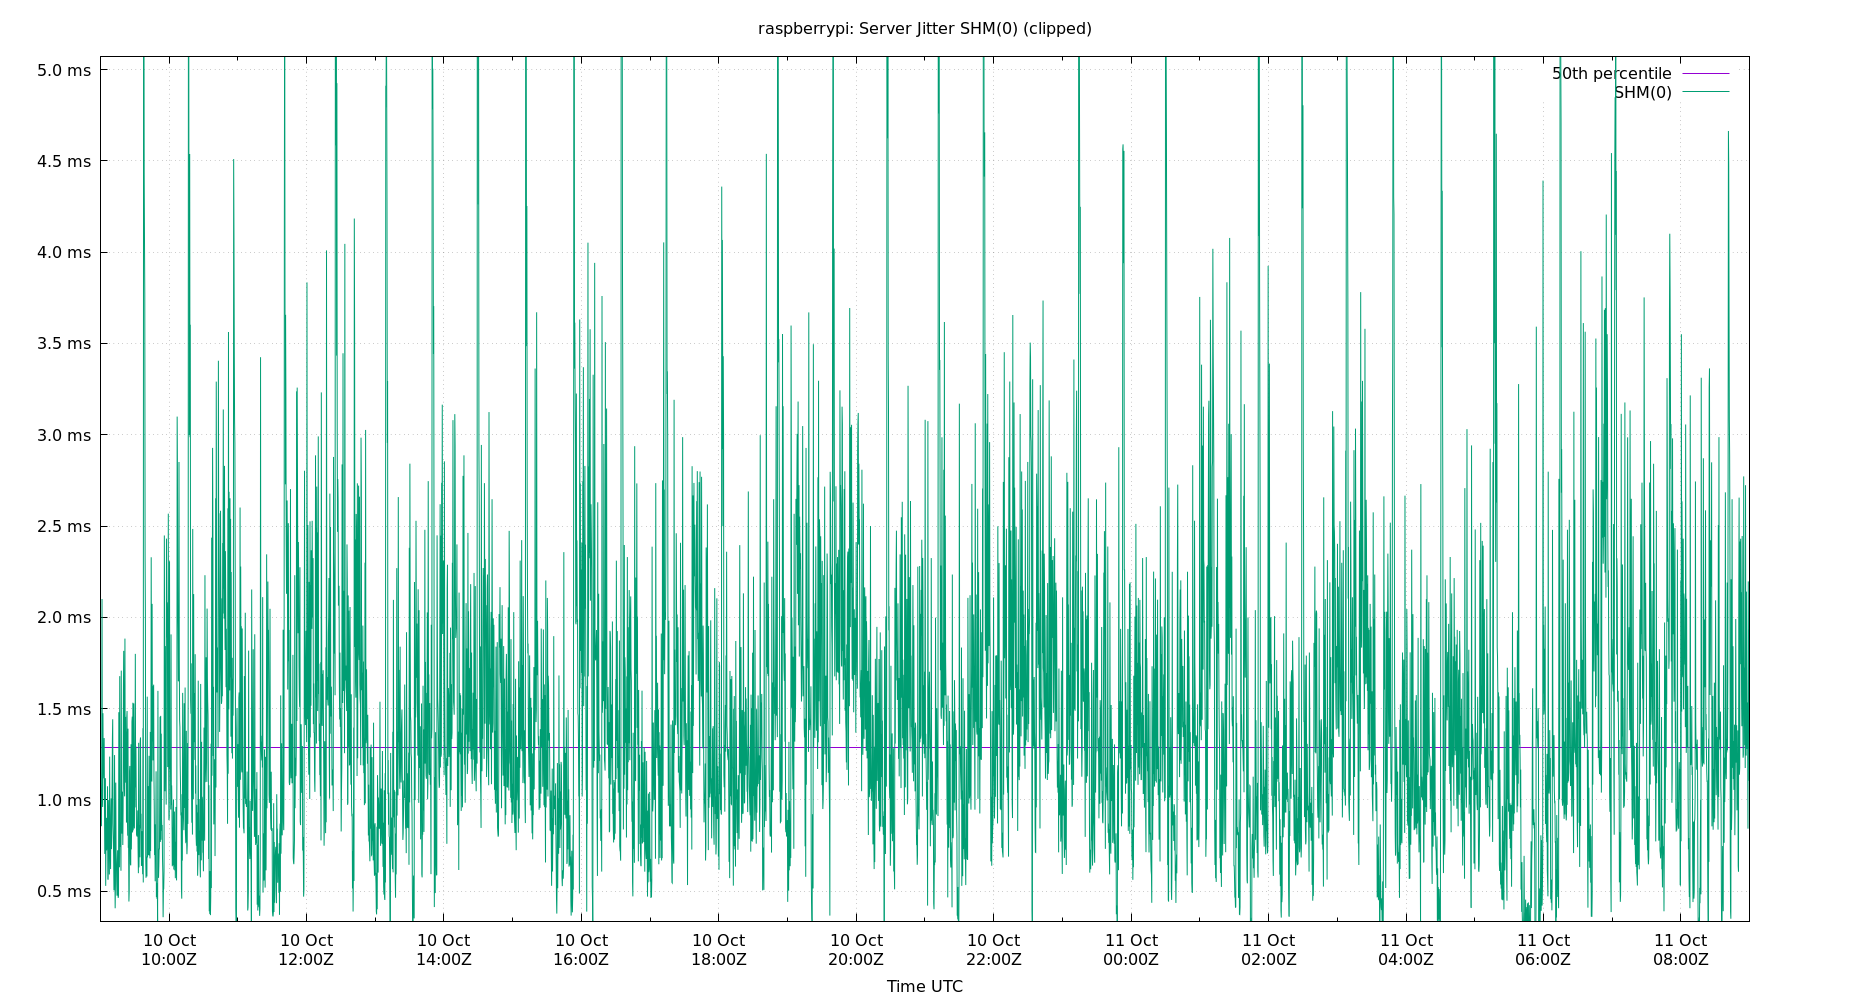 raspberrypi: Server Jitter SHM(0) (clipped)
5.0 ms
4.5 ms
4.0 ms
3.5 ms
3.0 ms
2.5 ms
2.0 ms
1.5 ms
1.0 ms
0.5 ms
50th percentile
SHM(0)
10 Oct 10 Oct 10 Oct 10 Oct 10 Oct 10 Oct 10 Oct 11 Oct 11 Oct 11 Oct 11 Oct 11 Oct
10:00Z 12:00Z 14:00Z 16:00Z 18:00Z 20:00Z 22:00Z 00:00Z 02:00Z 04:00Z 06:00Z 08:00Z
Time UTC